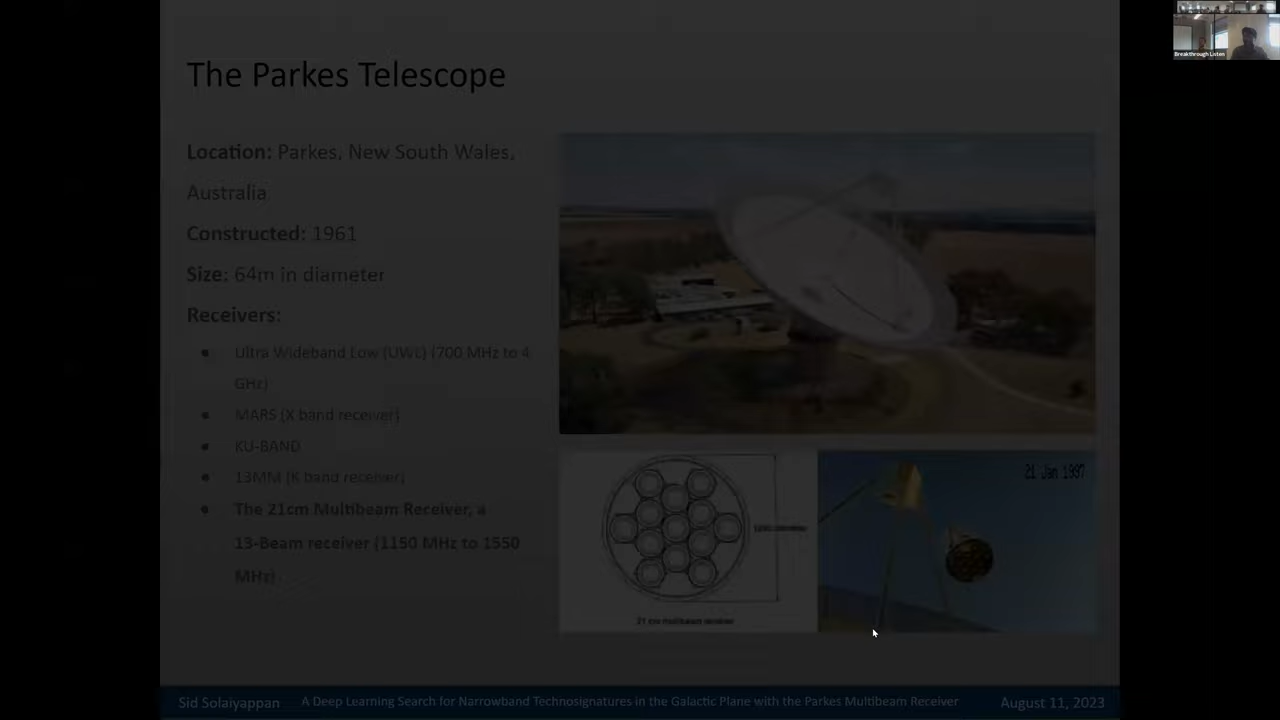 Breakthrough Listen
The Parkes Telescope
Location: Parkes, New South Wales,
Australia
Constructed: 1961
Size: 64m in diameter
Receivers:
● Ultra Wideband Low (UWL) (700 MHz to 4
GHz)
● MARS (X band receiver)
● KU-BAND
● 13MM (K band receiver)
● The 21cm Multibeam Receiver, a
13-Beam receiver (1150 MHz to 1550
MHz)
21 Jan 1997
21 cm multibeam receiver
Sid Solaiyappan
A Deep Learning Search for Narrowband Technosignatures in the Galactic Plane with the Parkes Multibeam Receiver
August 11, 2023